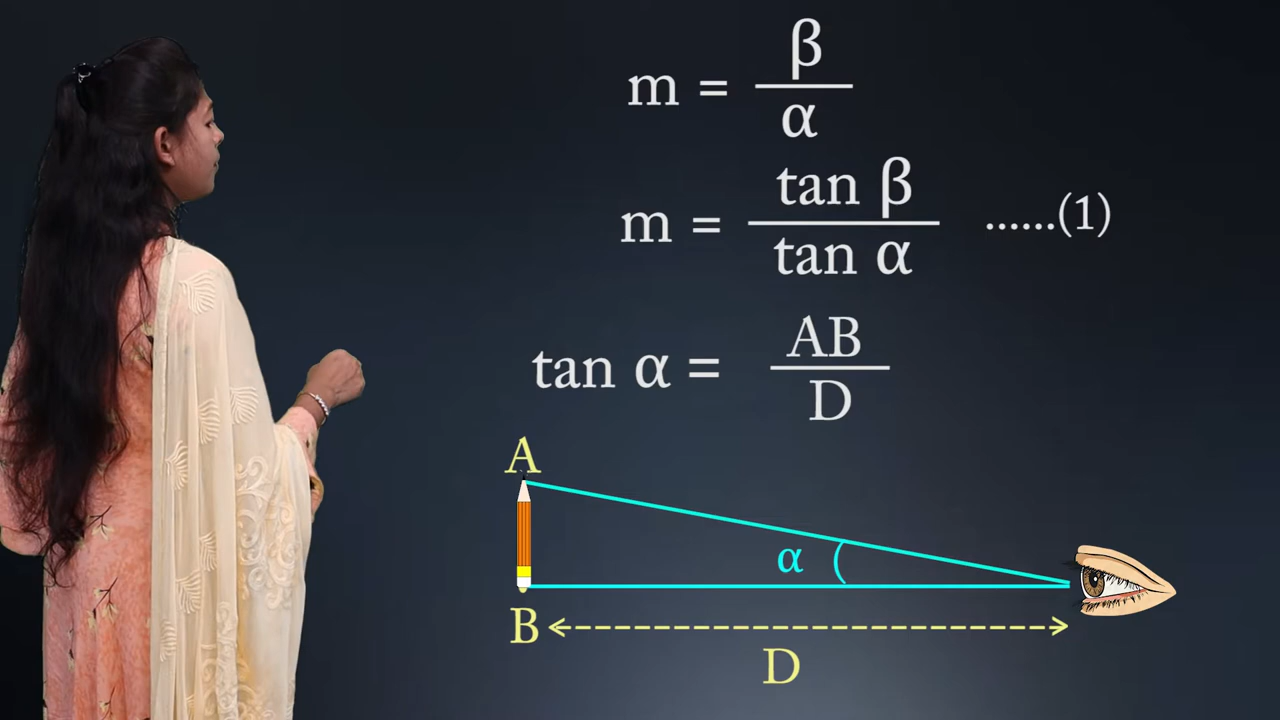 m = β / α
m = tan β / tan α ......(1)
tan α = AB / D
A
α
B
D